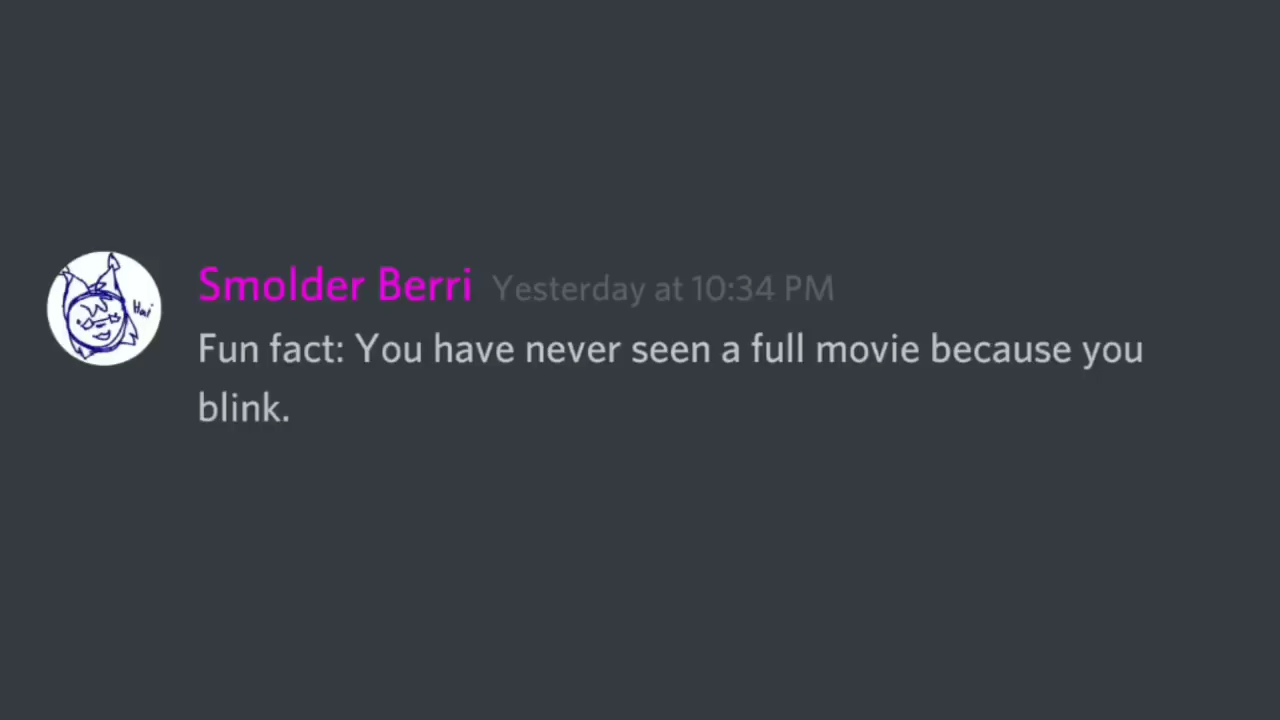 Hai
Smolder Berri Yesterday at 10:34 PM
Fun fact: You have never seen a full movie because you
blink.